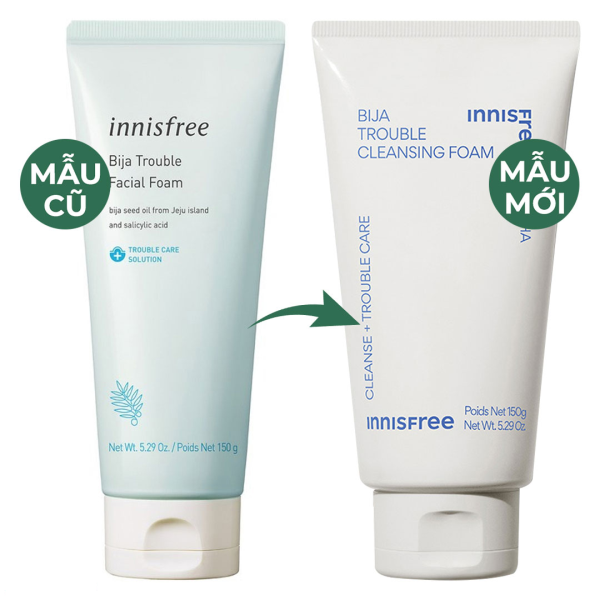 innisfree
Bija Trouble
Facial Foam
bija seed oil from Jeju island
and salicylic acid
TROUBLE CARE
SOLUTION
Net Wt. 5.29 Oz. / Poids Net 150 g
MẪU
CŨ
BIJA
TROUBLE
CLEANSING FOAM
INNISFree
CLEANSE + TROUBLE CARE
INNISFree
Poids Net 150g
Net Wt. 5.29 Oz.
MẪU
MỚI